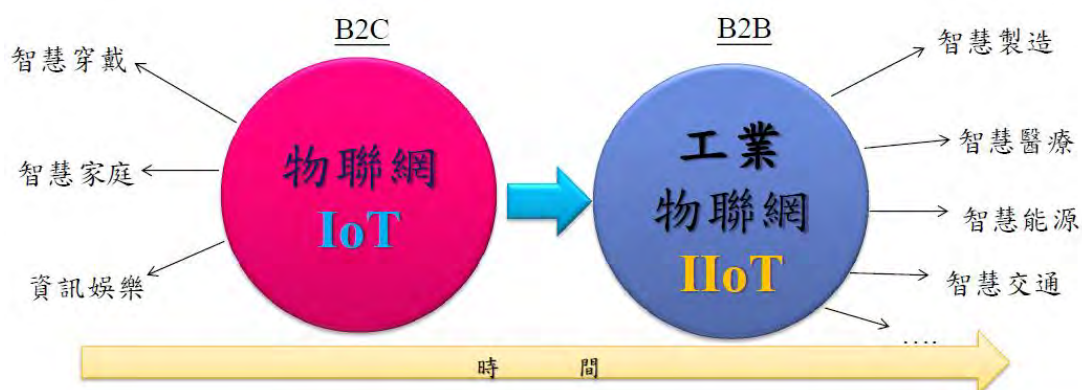 B2C
B2B
智慧穿戴
智慧家庭
資訊娛樂
物聯網
IoT
工業
物聯網
IIoT
智慧製造
智慧醫療
智慧能源
智慧交通
....
時 間